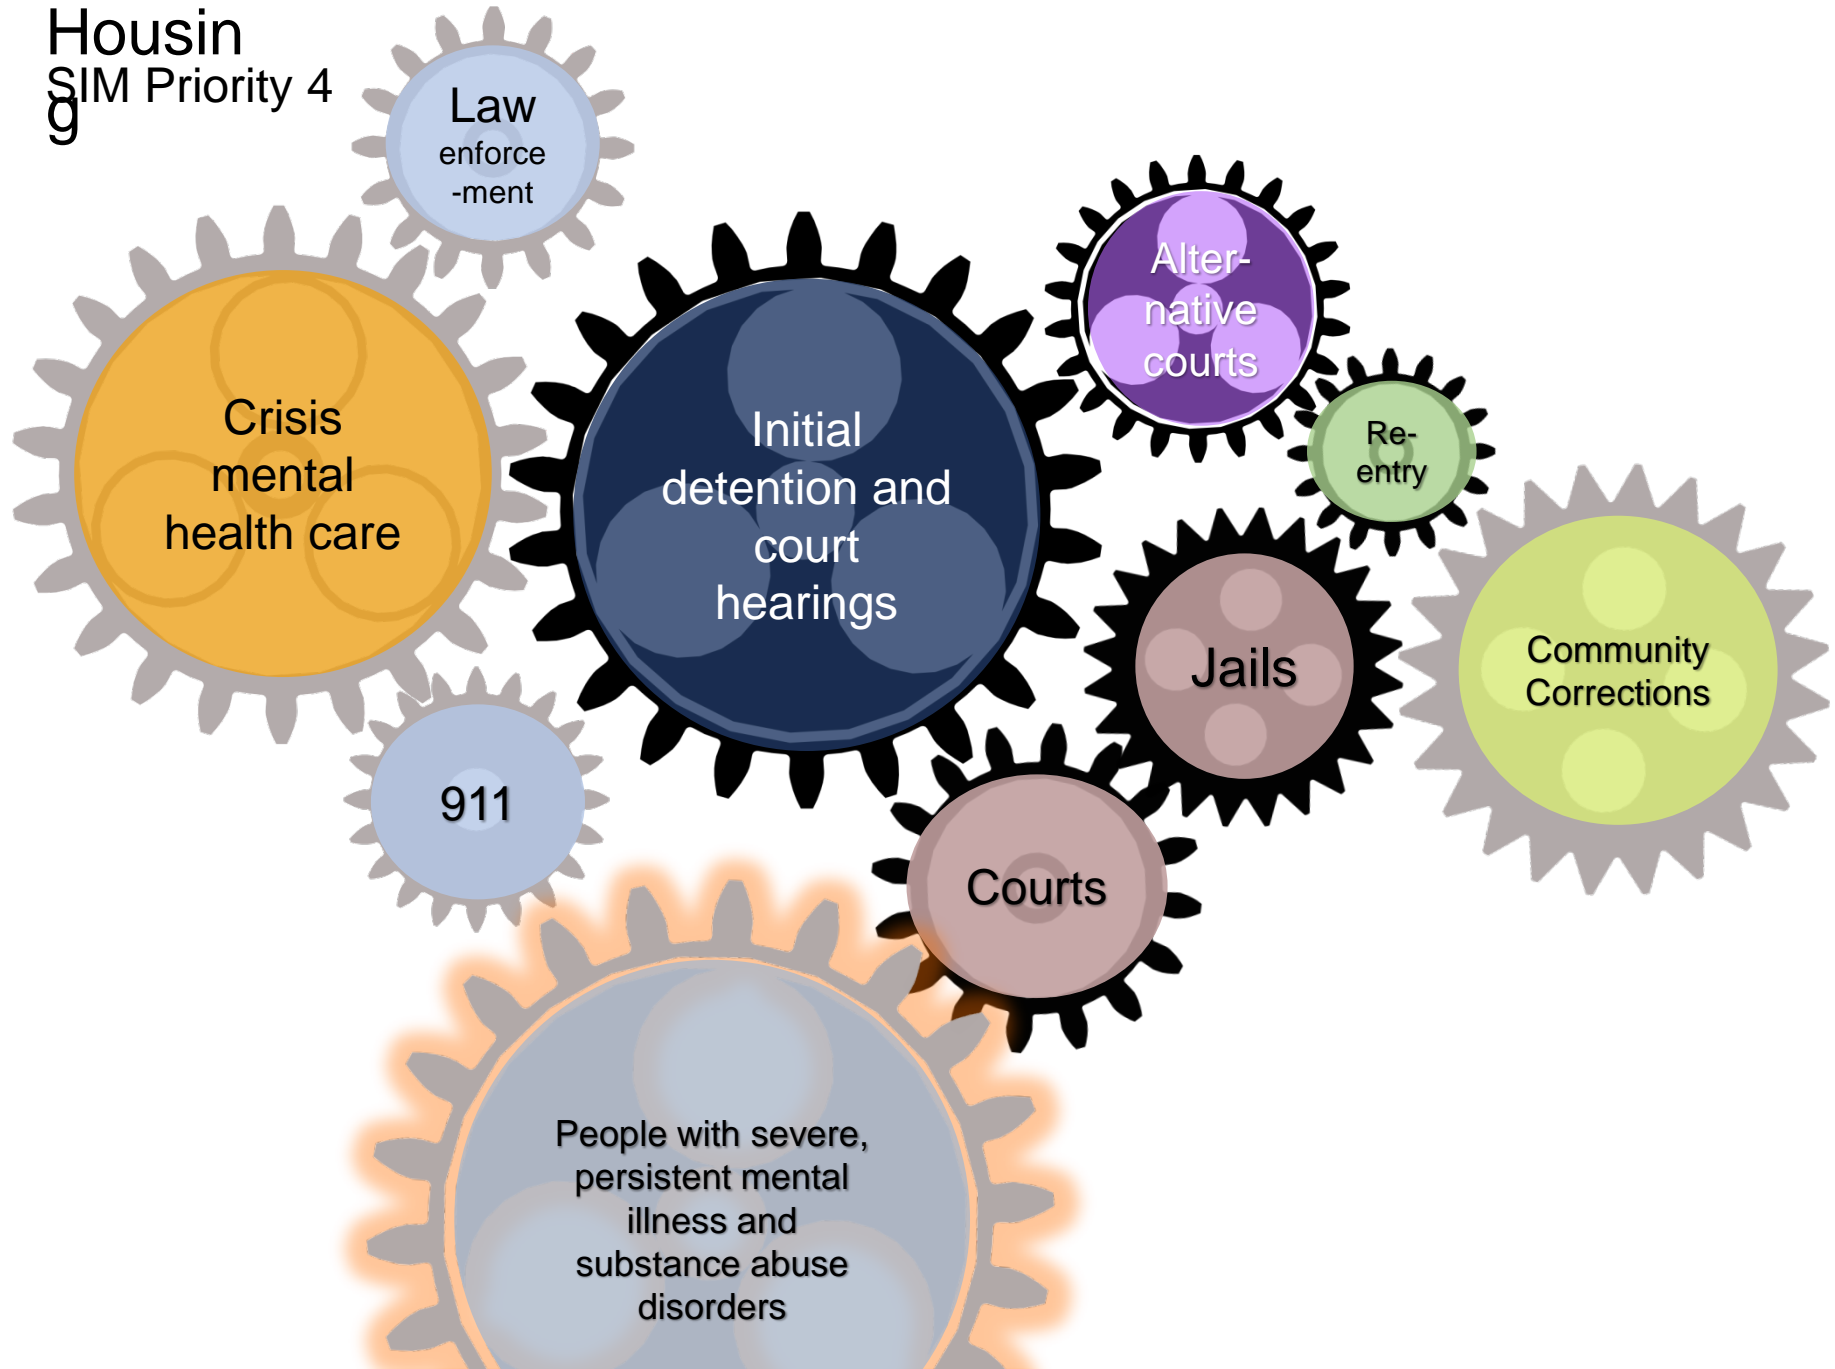 Housin
g
SIM Priority 4
Law
enforce
-ment
Alter-
native
courts
Crisis
mental
health care
Initial
detention and
court
hearings
Re-
entry
Jails
Community
Corrections
911
Courts
People with severe,
persistent mental
illness and
substance abuse
disorders